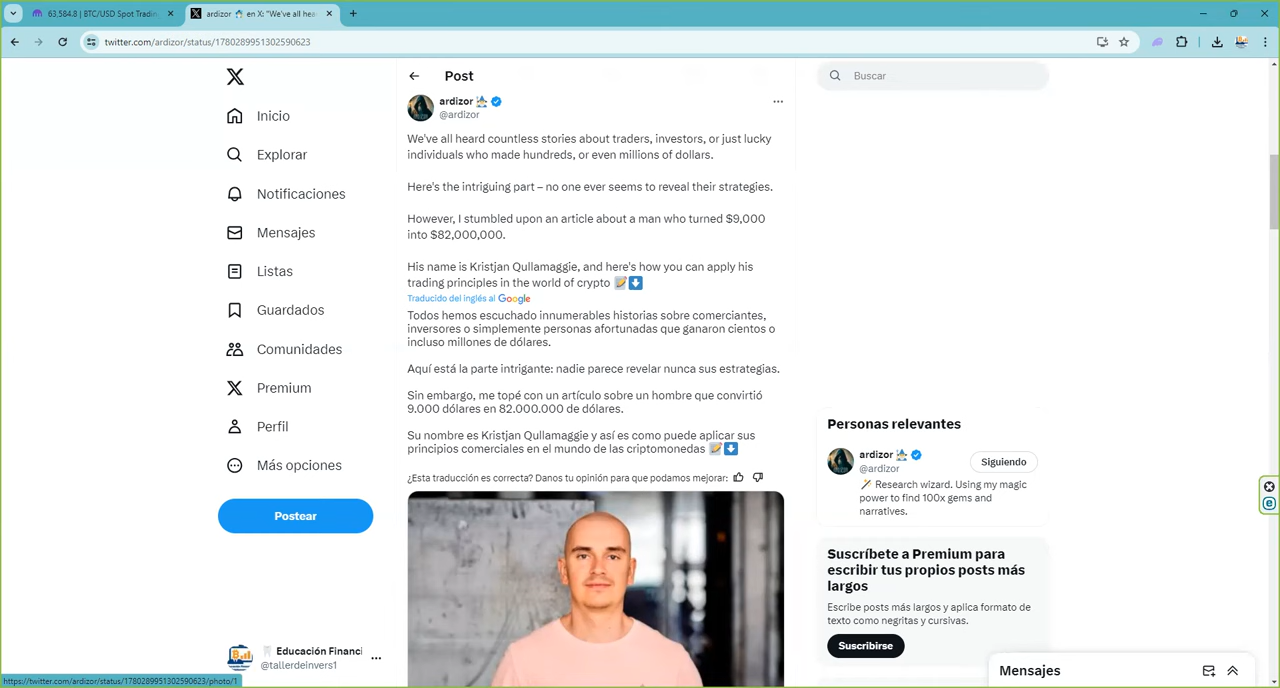 63,584.8 | BTC/USD Spot Tradin
ardizor en X: "We've all hea
twitter.com/ardizor/status/1780289951302590623
Inicio
Explorar
Notificaciones
Mensajes
Listas
Guardados
Comunidades
Premium
Perfil
Más opciones
Postear
Educación Financi
@tallerdeinvers1
https://twitter.com/ardizor/status/1780289951302590623/photo/1
Post
ardizor
@ardizor
We've all heard countless stories about traders, investors, or just lucky
individuals who made hundreds, or even millions of dollars.
Here's the intriguing part – no one ever seems to reveal their strategies.
However, I stumbled upon an article about a man who turned $9,000
into $82,000,000.
His name is Kristjan Qullamaggie, and here's how you can apply his
trading principles in the world of crypto
Traducido del inglés al Google
Todos hemos escuchado innumerables historias sobre comerciantes,
inversores o simplemente personas afortunadas que ganaron cientos o
incluso millones de dólares.
Aquí está la parte intrigante: nadie parece revelar nunca sus estrategias.
Sin embargo, me topé con un artículo sobre un hombre que convirtió
9.000 dólares en 82.000.000 de dólares.
Su nombre es Kristjan Qullamaggie y así es como puede aplicar sus
principios comerciales en el mundo de las criptomonedas
¿Esta traducción es correcta? Danos tu opinión para que podamos mejorar:
Buscar
Personas relevantes
ardizor
@ardizor
Siguiendo
Research wizard. Using my magic
power to find 100x gems and
narratives.
Suscríbete a Premium para
escribir tus propios posts más
largos
Escribe posts más largos y aplica formato de
texto como negritas y cursivas.
Suscribirse
Mensajes